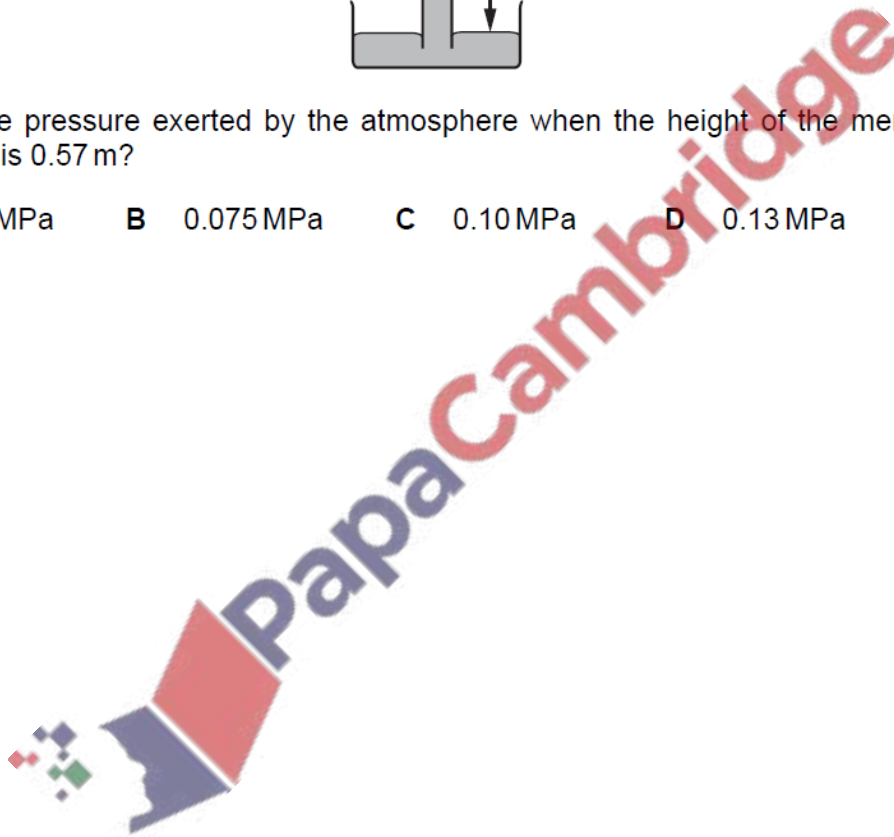 e pressure exerted by the atmosphere when the height of the me
is 0.57 m?
MPa B 0.075 MPa C 0.10 MPa D 0.13 MPa
PapaCambridge